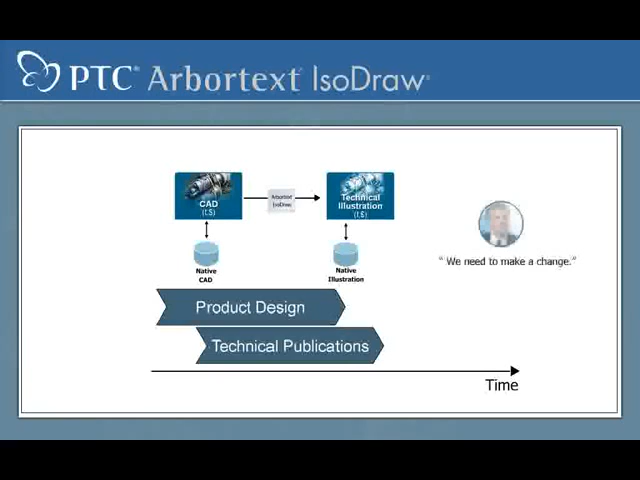 PTC® Arbortext® IsoDraw®
CAD
(t,$)
Arbortext
IsoDraw
Technical
Illustration
(t,$)
Native
CAD
Native
Illustration
" We need to make a change."
Product Design
Technical Publications
Time